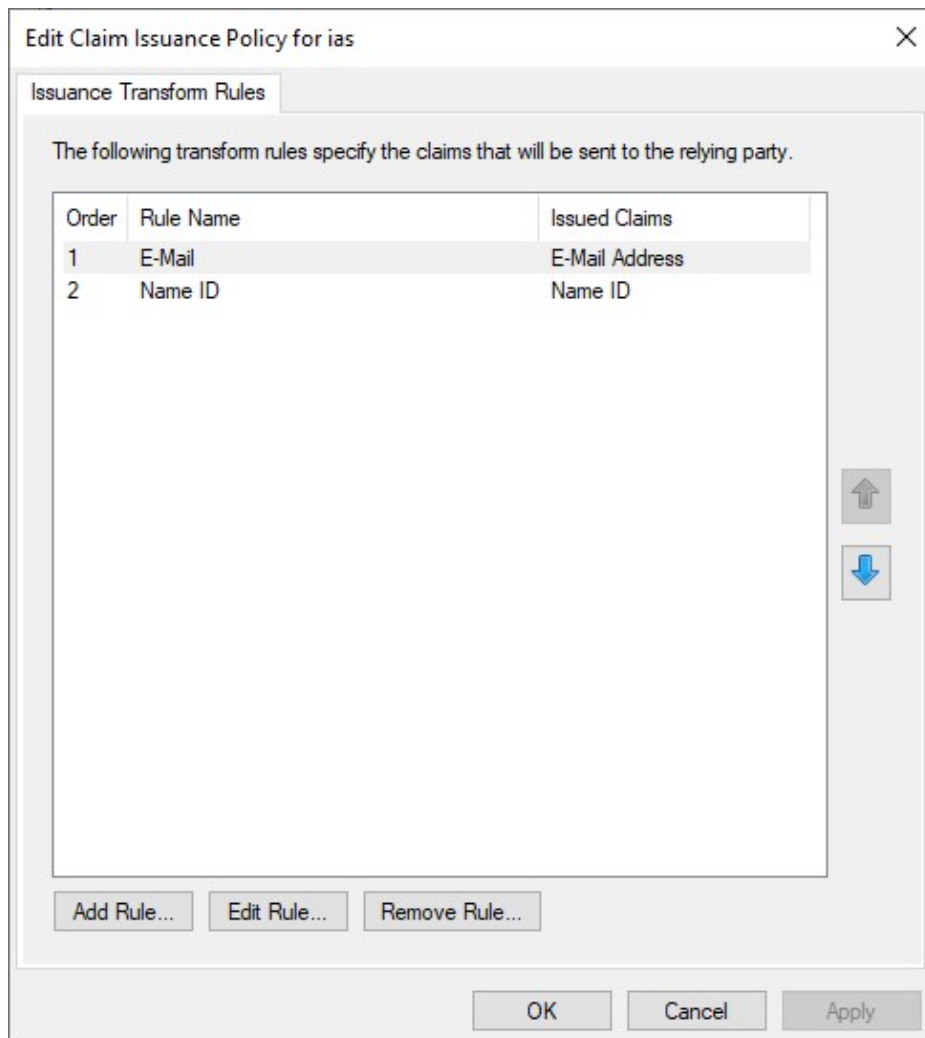 Edit Claim Issuance Policy for ias
Issuance Transform Rules
The following transform rules specify the claims that will be sent to the relying party.
Order Rule Name Issued Claims
1 E-Mail E-Mail Address
2 Name ID Name ID
Add Rule... Edit Rule... Remove Rule...
OK Cancel Apply